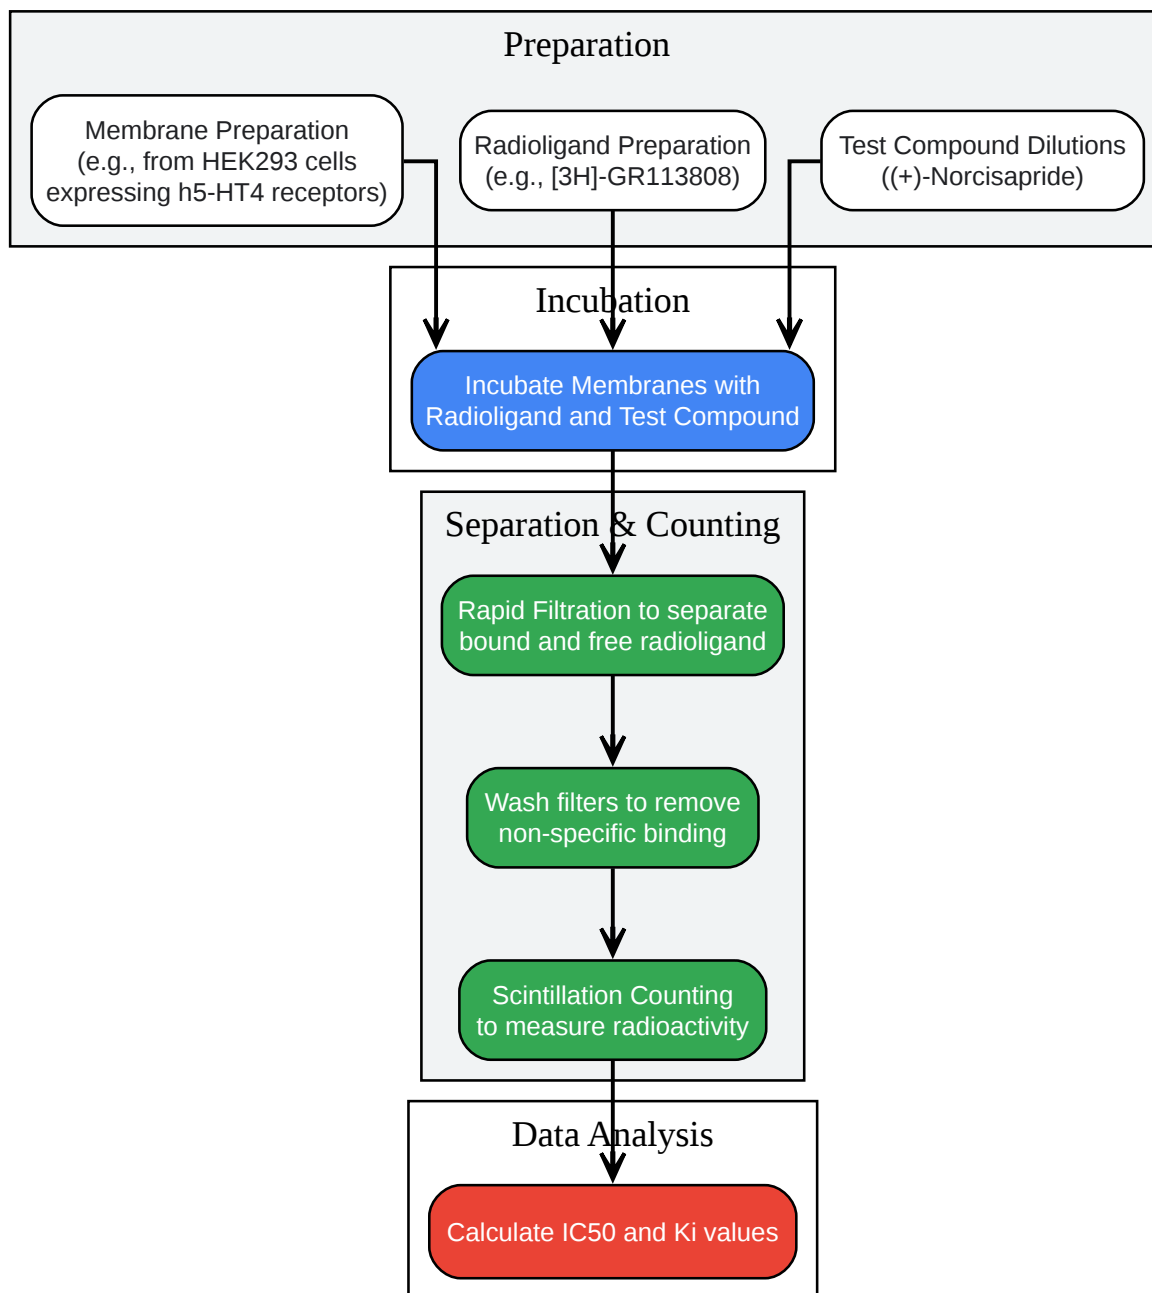 Preparation
Membrane Preparation
(e.g., from HEK293 cells
expressing h5-HT4 receptors)
Radioligand Preparation
(e.g., [3H]-GR113808)
Test Compound Dilutions
((+)-Norcisapride)
Incubation
Incubate Membranes with
Radioligand and Test Compound
Separation & Counting
Rapid Filtration to separate
bound and free radioligand
Wash filters to remove
non-specific binding
Scintillation Counting
to measure radioactivity
Data Analysis
Calculate IC50 and Ki values